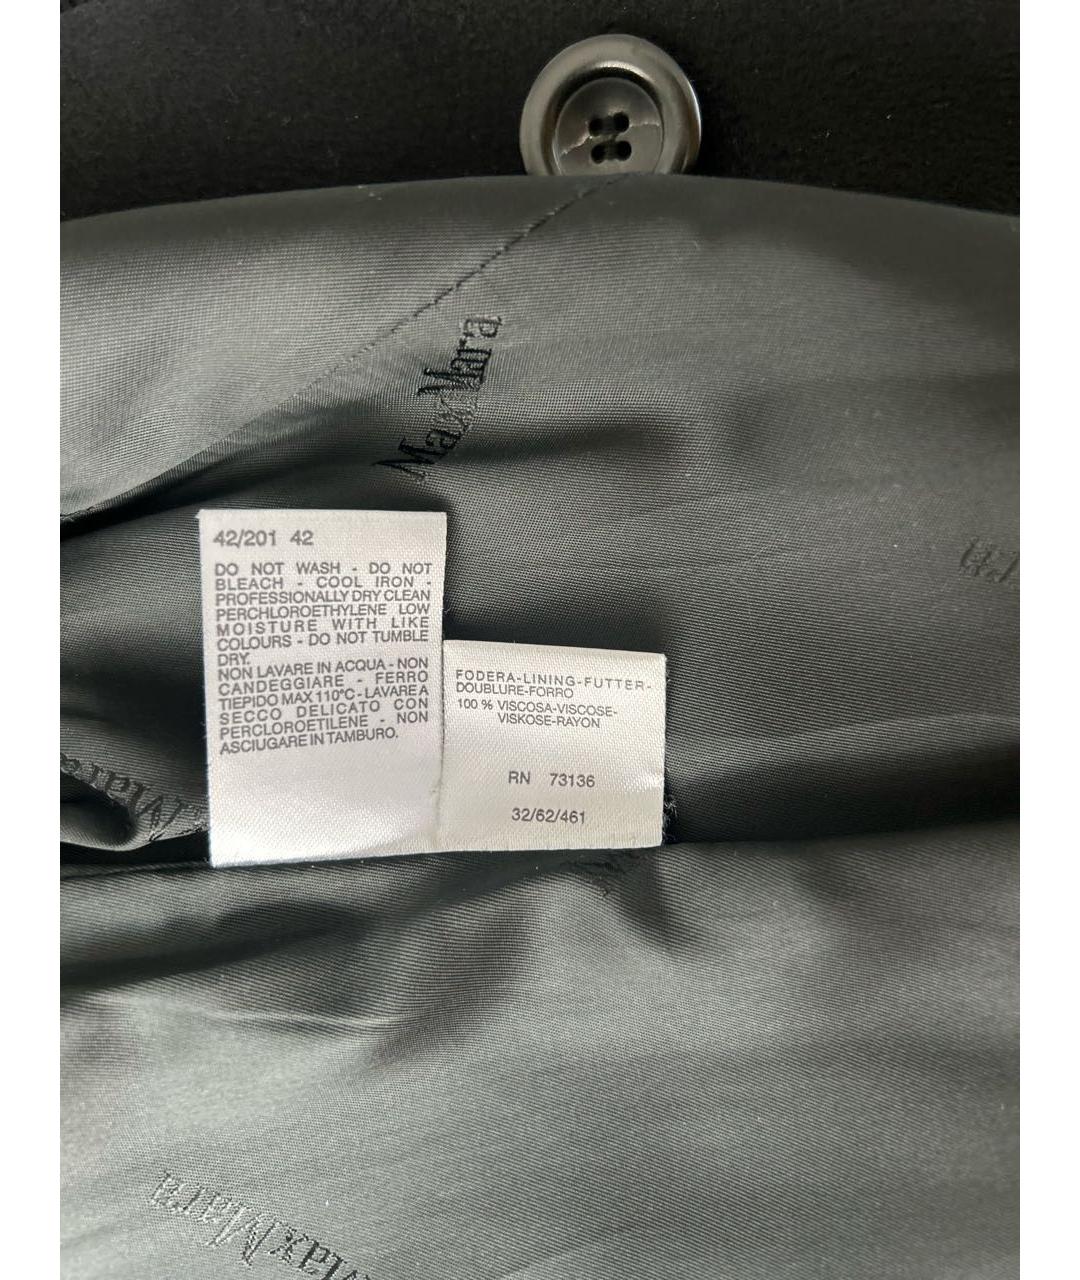 MaxMara
42/201 42
DO NOT WASH - DO NOT
BLEACH - COOL IRON -
PROFESSIONALLY DRY CLEAN
PERCHLOROETHYLENE LOW
MOISTURE WITH LIKE
COLOURS - DO NOT TUMBLE
DRY.
NON LAVARE IN ACQUA - NON
CANDEGGIARE - FERRO
TIEPIDO MAX 110°C - LAVARE A
SECCO DELICATO CON
PERCLOROETILENE - NON
ASCIUGARE IN TAMBURO.
FODERA-LINING-FUTTER-
DOUBLURE-FORRO
100 % VISCOSA-VISCOSE-
VISKOSE-RAYON
RN 73136
32/62/461
MaxMara
MaxMara